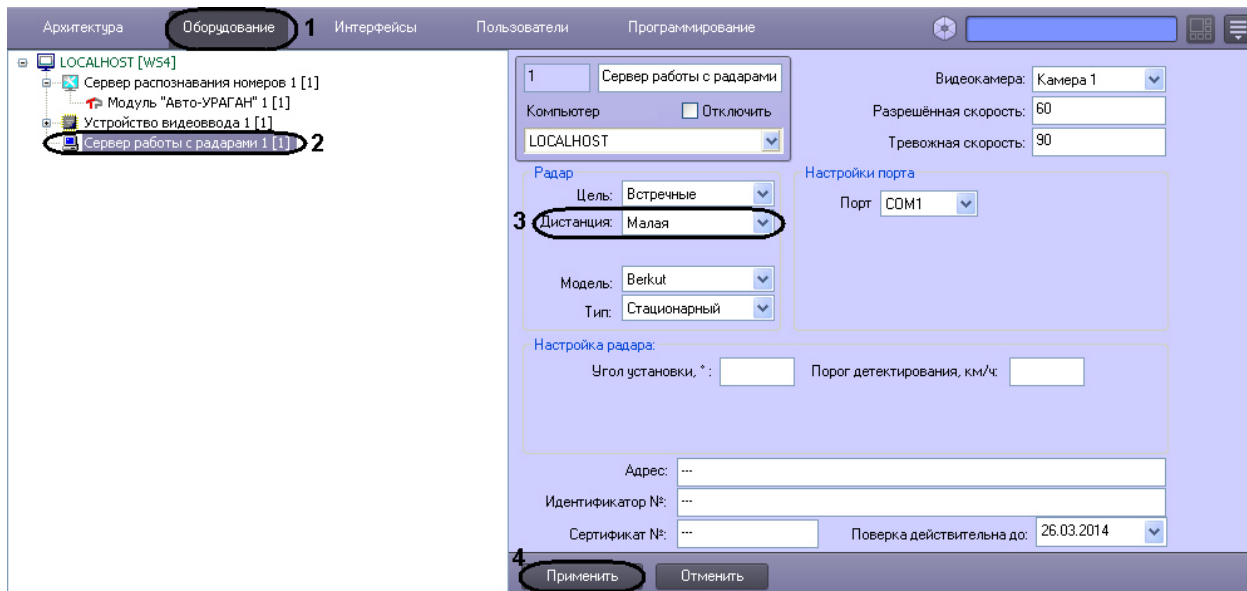 Архитектура Оборудование 1 Интерфейсы Пользователи Программирование
LOCALHOST [WS4]
Сервер распознавания номеров 1 [1]
Модуль "Авто-УРАГАН" 1 [1]
Устройство видеоввода 1 [1]
Сервер работы с радарами 1 [1] 2
1 Сервер работы с радарами
Компьютер Отключить
LOCALHOST
Видеокамера: Камера 1
Разрешённая скорость: 60
Тревожная скорость: 90
Радар
Цель: Встречные
3 Дистанция: Малая
Модель: Berkut
Тип: Стационарный
Настройки порта
Порт COM1
Настройка радара:
Угол установки, ° : Порог детектирования, км/ч:
Адрес: ---
Идентификатор №: ---
Сертификат №: --- Поверка действительна до: 26.03.2014
4
Применить Отменить